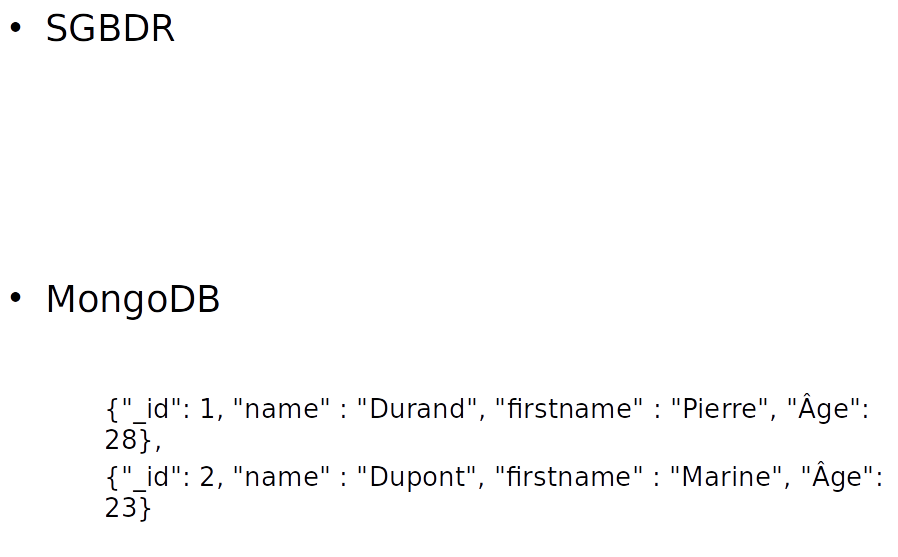 • SGBDR
• MongoDB
{"_id": 1, "name" : "Durand", "firstname" : "Pierre", "Âge":
28},
{"_id": 2, "name" : "Dupont", "firstname" : "Marine", "Âge":
23}